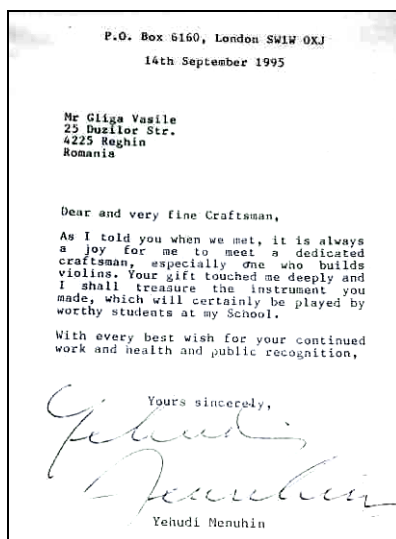 P.O. Box 6160, London SW1W OXJ
14th September 1995
Mr Gliga Vasile
25 Duzilor Str.
4225 Reghin
Romania
Dear and very fine Craftsman,
As I told you when we met, it is always
a joy for me to meet a dedicated
craftsman, especially one who builds
violins. Your gift touched me deeply and
I shall treasure the instrument you
made, which will certainly be played by
worthy students at my School.
With every best wish for your continued
work and health and public recognition,
Yours sincerely,
Yehudi
Menuhin
Yehudi Menuhin